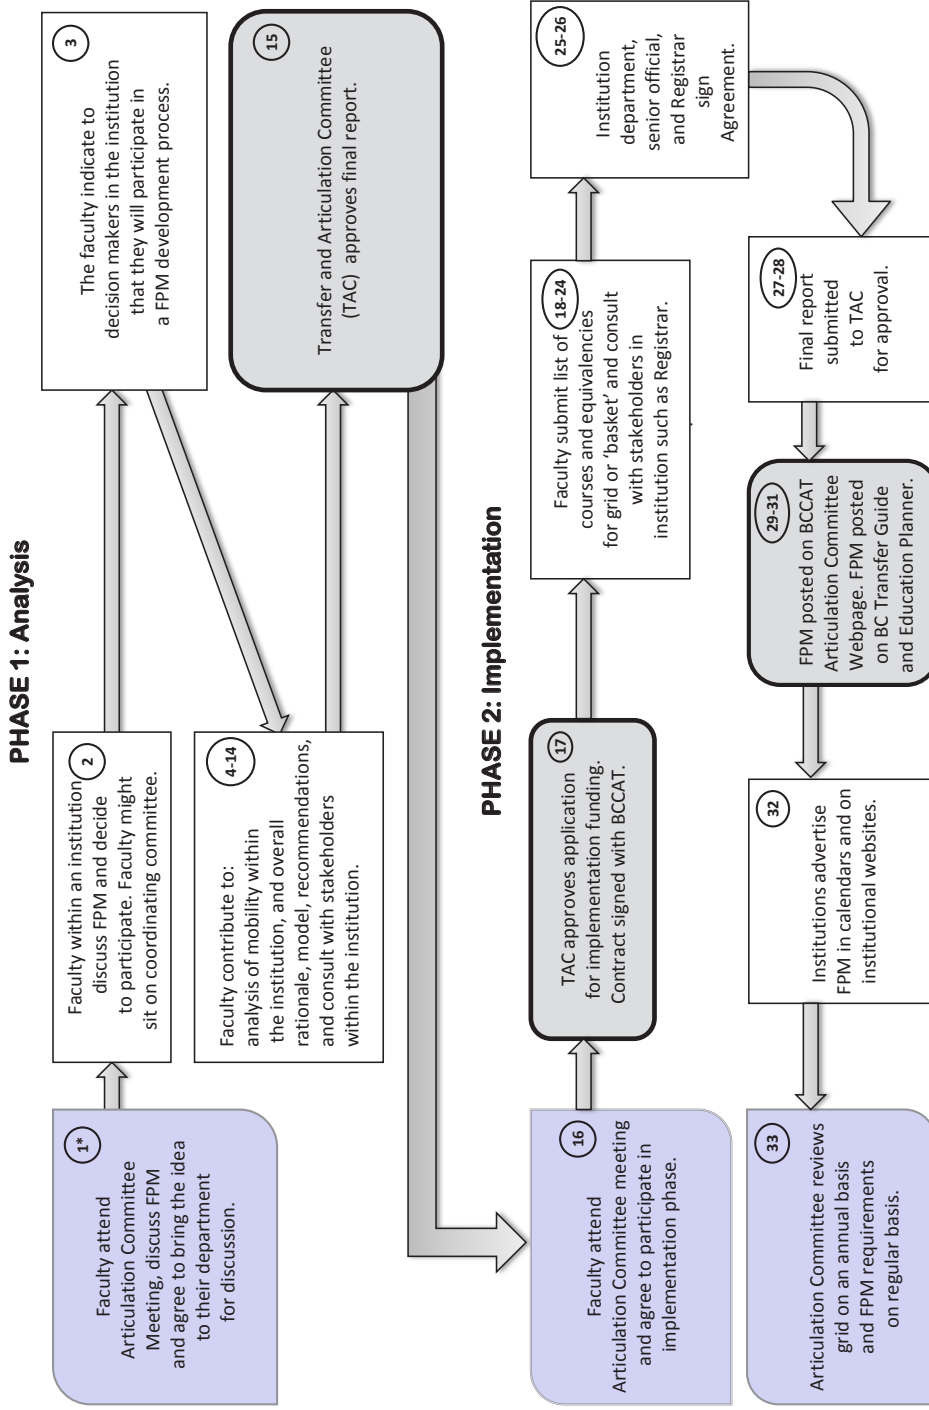 PHASE 1: Analysis
1*
Faculty attend
Articulation Committee
Meeting, discuss FPM
and agree to bring the idea
to their department
for discussion.
2
Faculty within an institution
discuss FPM and decide
to participate. Faculty might
sit on coordinating committee.
3
The faculty indicate to
decision makers in the institution
that they will participate in
a FPM development process.
4-14
Faculty contribute to:
analysis of mobility within
the institution, and overall
rationale, model, recommendations,
and consult with stakeholders
within the institution.
15
Transfer and Articulation Committee
(TAC) approves final report.
PHASE 2: Implementation
16
Faculty attend
Articulation Committee meeting
and agree to participate in
implementation phase.
17
TAC approves application
for implementation funding.
Contract signed with BCCAT.
18-24
Faculty submit list of
courses and equivalencies
for grid or ‘basket’ and consult
with stakeholders in
institution such as Registrar.
25-26
Institution
department,
senior official,
and Registrar
sign
Agreement.
27-28
Final report
submitted
to TAC
for approval.
29-31
FPM posted on BCCAT
Articulation Committee
Webpage. FPM posted
on BC Transfer Guide
and Education Planner.
32
Institutions advertise
FPM in calendars and on
institutional websites.
33
Articulation Committee reviews
grid on an annual basis
and FPM requirements
on regular basis.